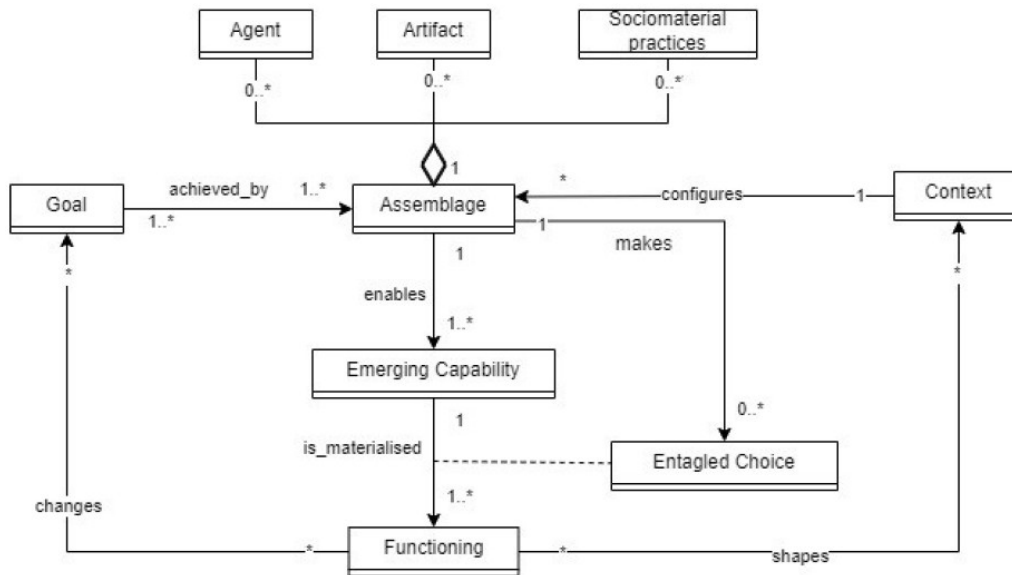 Agent
Artifact
Sociomaterial
practices
0..*
0..*
0..*
1
Goal
achieved_by
1..*
1..*
Assemblage
*
configures
1
Context
1
makes
1
enables
1..*
*
*
Emerging Capability
1
is_materialised
0..*
Entagled Choice
1..*
changes
*
Functioning
*
shapes